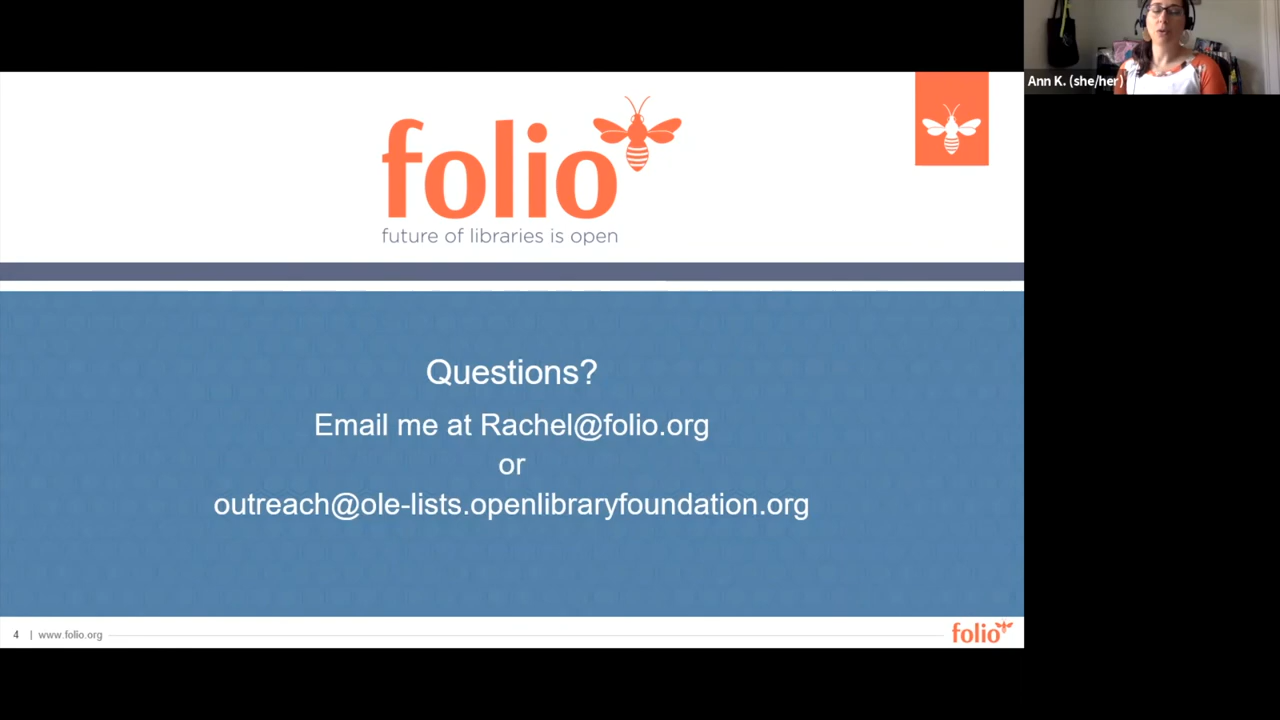 Ann K. (she/her)
folio
future of libraries is open
Questions?
Email me at Rachel@folio.org
or
outreach@ole-lists.openlibraryfoundation.org
4 | www.folio.org
folio